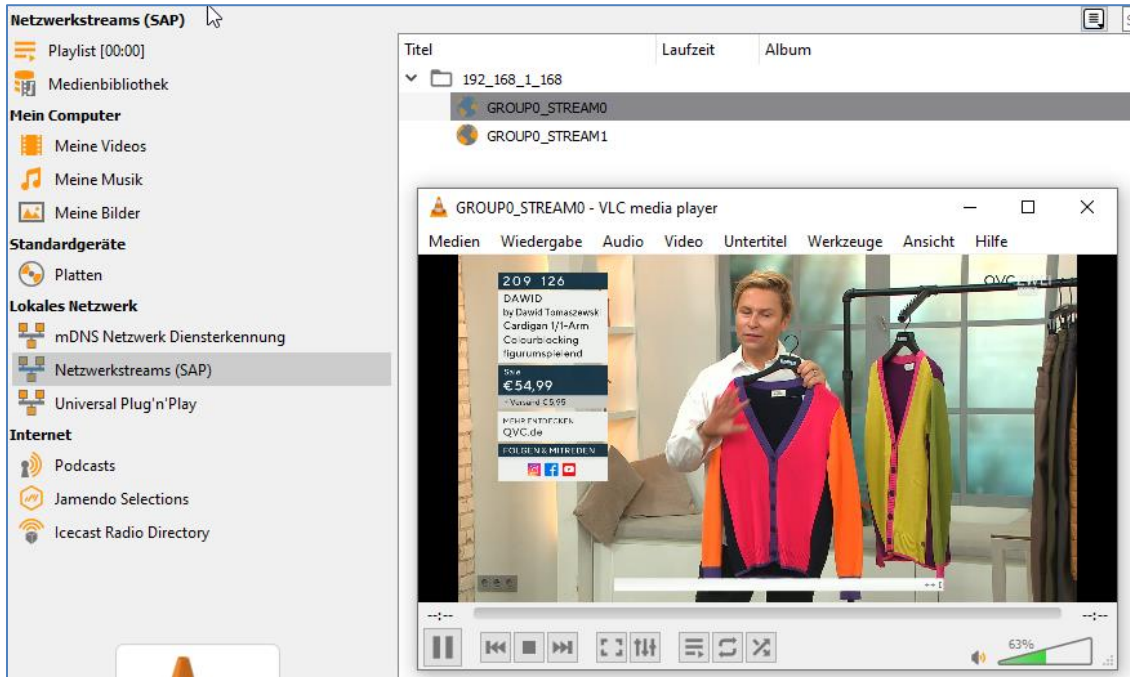 Netzwerkstreams (SAP)
Playlist [00:00]
Medienbibliothek
Mein Computer
Meine Videos
Meine Musik
Meine Bilder
Standardgeräte
Platten
Lokales Netzwerk
mDNS Netzwerk Diensterkennung
Netzwerkstreams (SAP)
Universal Plug'n'Play
Internet
Podcasts
Jamendo Selections
Icecast Radio Directory
Titel Laufzeit Album
192_168_1_168
GROUP0_STREAM0
GROUP0_STREAM1
GROUP0_STREAM0 - VLC media player
Medien Wiedergabe Audio Video Untertitel Werkzeuge Ansicht Hilfe
209 126
DAWID
by Dawid Tomaszewsk
Cardigan 1/1-Arm
Colourblocking
figurumspielend
Sale
€54,99
+Versand €5,95
MEHR ENTDECKEN
QVC.de
FOLGEN & MITREDEN
QVC
--:-- --:--
63%